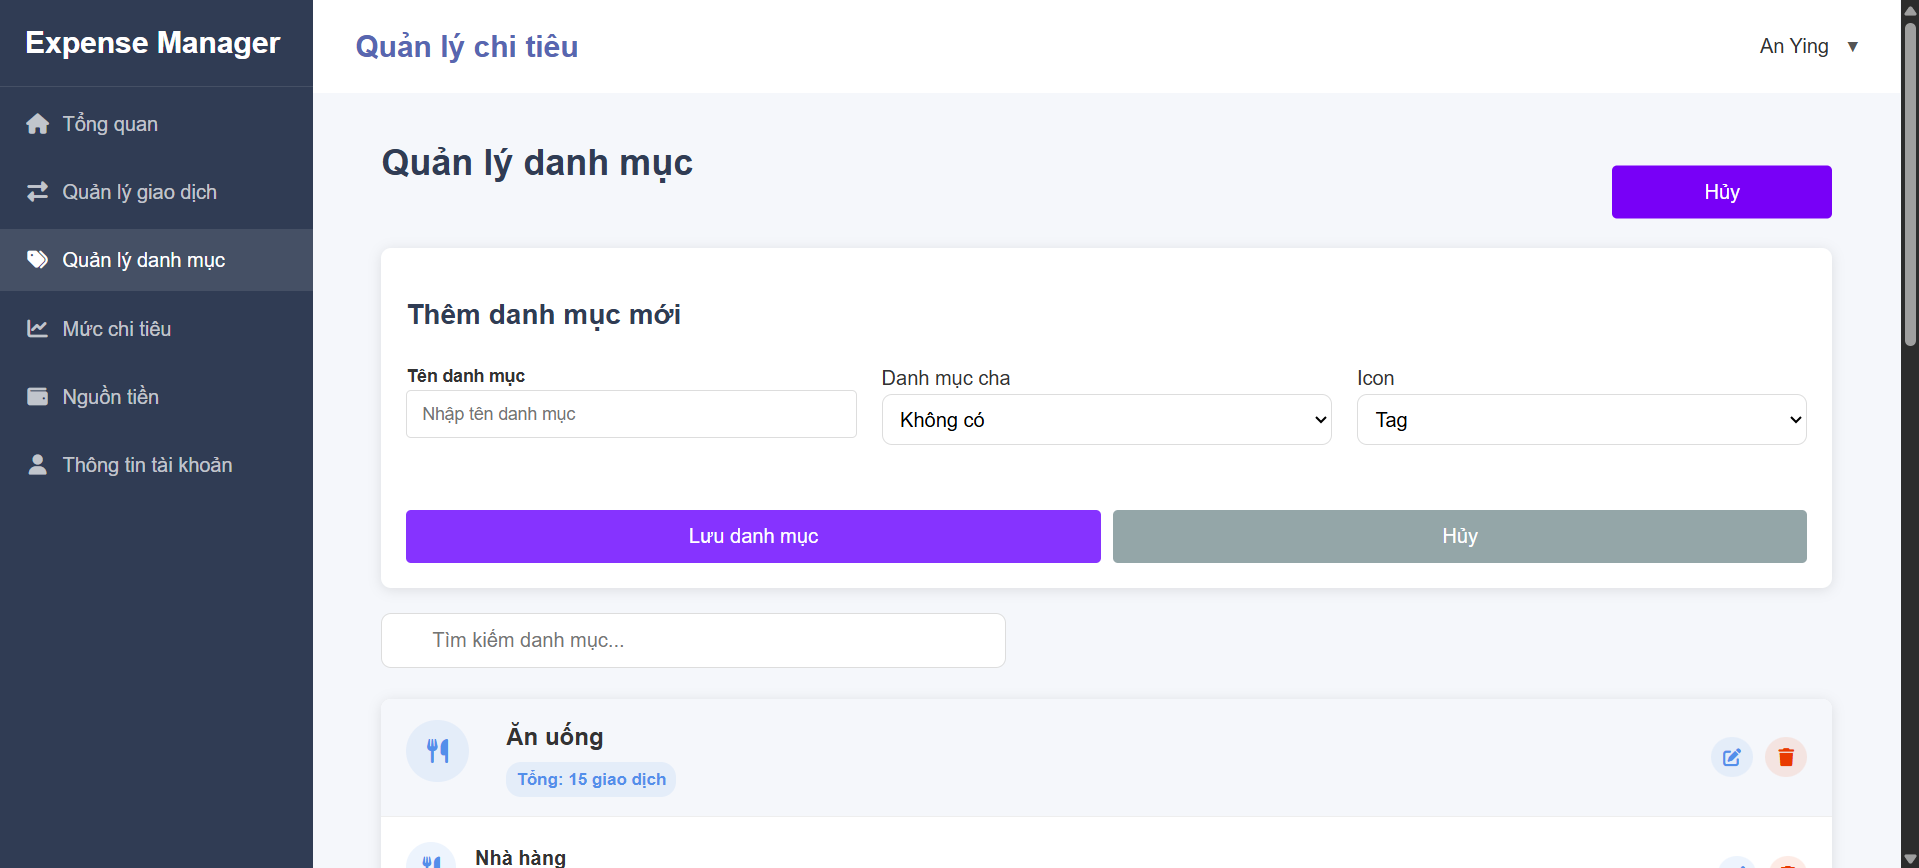 Expense Manager
Tổng quan
Quản lý giao dịch
Quản lý danh mục
Mức chi tiêu
Nguồn tiền
Thông tin tài khoản
Quản lý chi tiêu
An Ying ▼
Quản lý danh mục
Hủy
Thêm danh mục mới
Tên danh mục
Nhập tên danh mục
Danh mục cha
Không có
Icon
Tag
Lưu danh mục
Hủy
Tìm kiếm danh mục...
Ăn uống
Tổng: 15 giao dịch
Nhà hàng